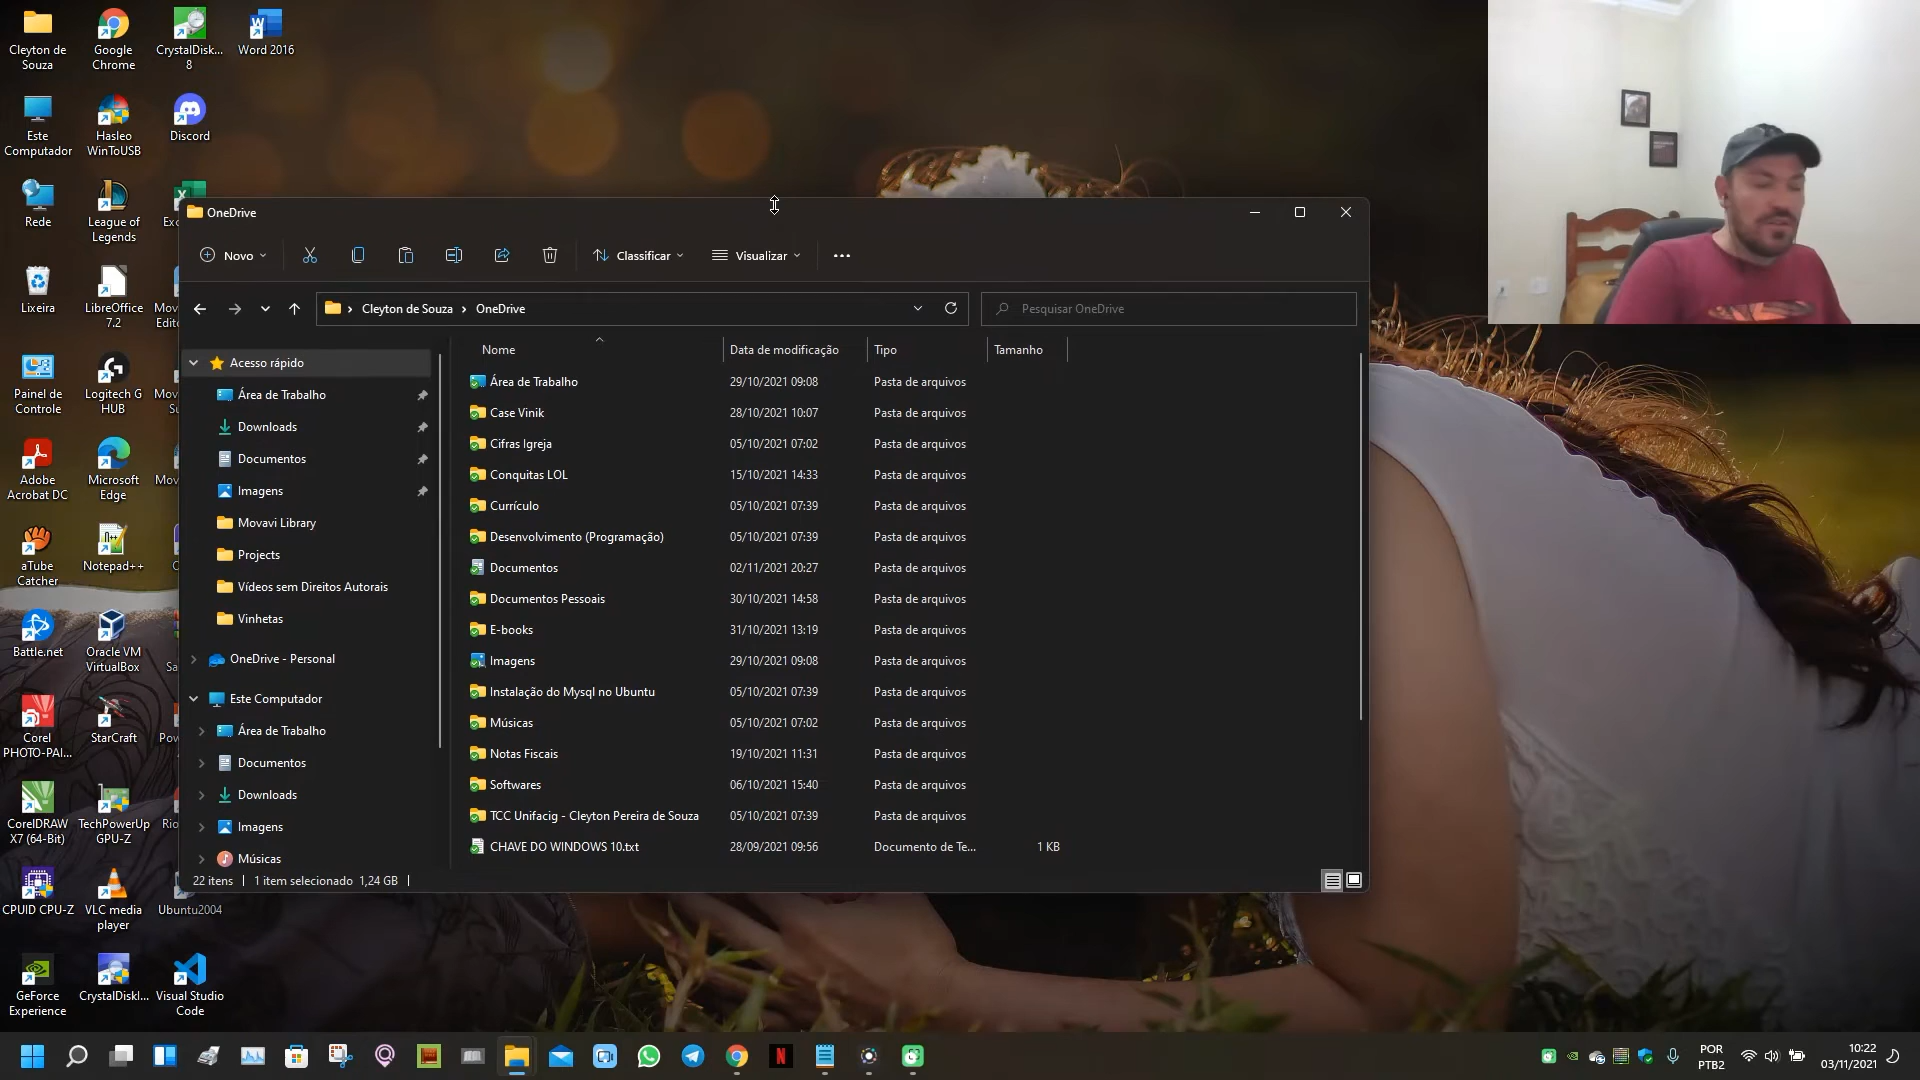 Cleyton de
Souza
Google
Chrome
CrystalDisk...
8
Word 2016
Este
Computador
Hasleo
WinToUSB
Discord
Rede
League of
Legends
Exc
Lixeira
LibreOffice
7.2
Painel de
Controle
Logitech G
HUB
Adobe
Acrobat DC
Microsoft
Edge
aTube
Catcher
Notepad++
Battle.net
Oracle VM
VirtualBox
Corel
PHOTO-PAI...
StarCraft
CorelDRAW
X7 (64-Bit)
TechPowerUp
GPU-Z
CPUID CPU-Z
VLC media
player
Ubuntu2004
GeForce
Experience
CrystalDiskI...
Visual Studio
Code
OneDrive
Novo
Classificar
Visualizar
Cleyton de Souza
OneDrive
Pesquisar OneDrive
Acesso rápido
Área de Trabalho
Downloads
Documentos
Imagens
Movavi Library
Projects
Vídeos sem Direitos Autorais
Vinhetas
OneDrive - Personal
Este Computador
Área de Trabalho
Documentos
Downloads
Imagens
Músicas
Nome Data de modificação Tipo Tamanho
Área de Trabalho 29/10/2021 09:08 Pasta de arquivos
Case Vinik 28/10/2021 10:07 Pasta de arquivos
Cifras Igreja 05/10/2021 07:02 Pasta de arquivos
Conquitas LOL 15/10/2021 14:33 Pasta de arquivos
Currículo 05/10/2021 07:39 Pasta de arquivos
Desenvolvimento (Programação) 05/10/2021 07:39 Pasta de arquivos
Documentos 02/11/2021 20:27 Pasta de arquivos
Documentos Pessoais 30/10/2021 14:58 Pasta de arquivos
E-books 31/10/2021 13:19 Pasta de arquivos
Imagens 29/10/2021 09:08 Pasta de arquivos
Instalação do Mysql no Ubuntu 05/10/2021 07:39 Pasta de arquivos
Músicas 05/10/2021 07:02 Pasta de arquivos
Notas Fiscais 19/10/2021 11:31 Pasta de arquivos
Softwares 06/10/2021 15:40 Pasta de arquivos
TCC Unifacig - Cleyton Pereira de Souza 05/10/2021 07:39 Pasta de arquivos
CHAVE DO WINDOWS 10.txt 28/09/2021 09:56 Documento de Te... 1 KB
22 itens 1 item selecionado 1,24 GB
POR
PTB2
10:22
03/11/2021